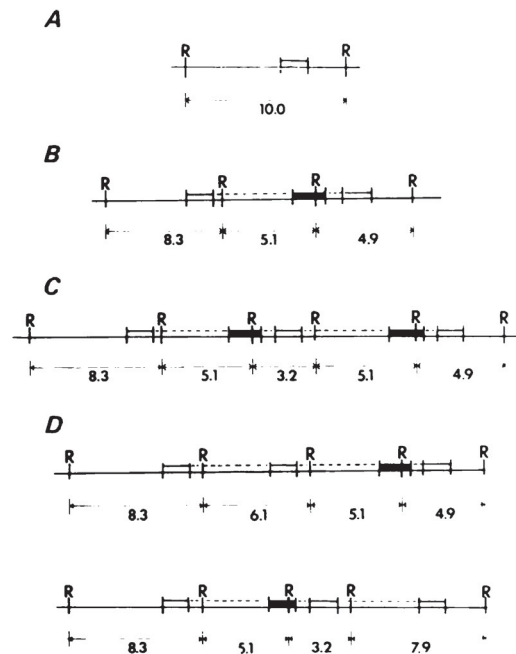 A
R R
10.0
B
R R R R
8.3 5.1 4.9
C
R R R R R R
8.3 5.1 3.2 5.1 4.9
D
R R R R R
8.3 6.1 5.1 4.9
R R R R R
8.3 5.1 3.2 7.9